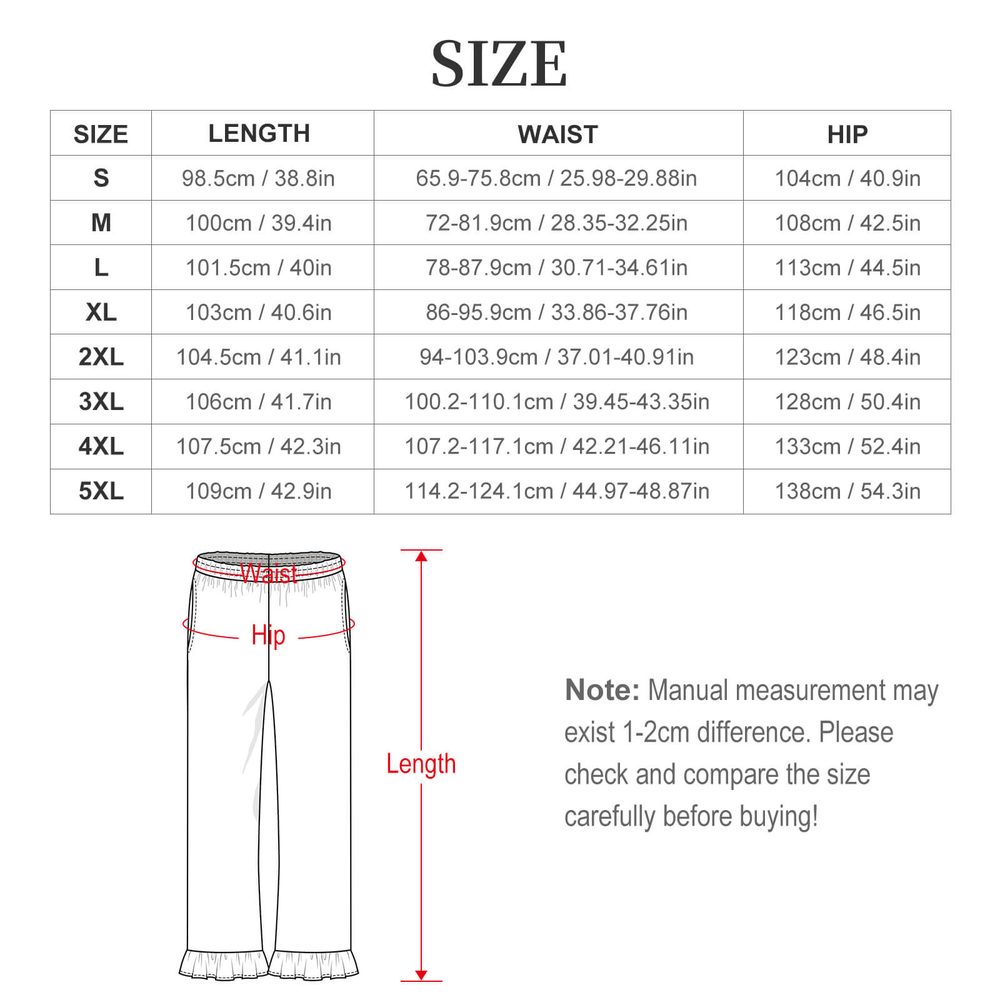 SIZE
SIZE LENGTH WAIST HIP
S 98.5cm / 38.8in 65.9-75.8cm / 25.98-29.88in 104cm / 40.9in
M 100cm / 39.4in 72-81.9cm / 28.35-32.25in 108cm / 42.5in
L 101.5cm / 40in 78-87.9cm / 30.71-34.61in 113cm / 44.5in
XL 103cm / 40.6in 86-95.9cm / 33.86-37.76in 118cm / 46.5in
2XL 104.5cm / 41.1in 94-103.9cm / 37.01-40.91in 123cm / 48.4in
3XL 106cm / 41.7in 100.2-110.1cm / 39.45-43.35in 128cm / 50.4in
4XL 107.5cm / 42.3in 107.2-117.1cm / 42.21-46.11in 133cm / 52.4in
5XL 109cm / 42.9in 114.2-124.1cm / 44.97-48.87in 138cm / 54.3in
Waist
Hip
Length
Note: Manual measurement may
exist 1-2cm difference. Please
check and compare the size
carefully before buying!